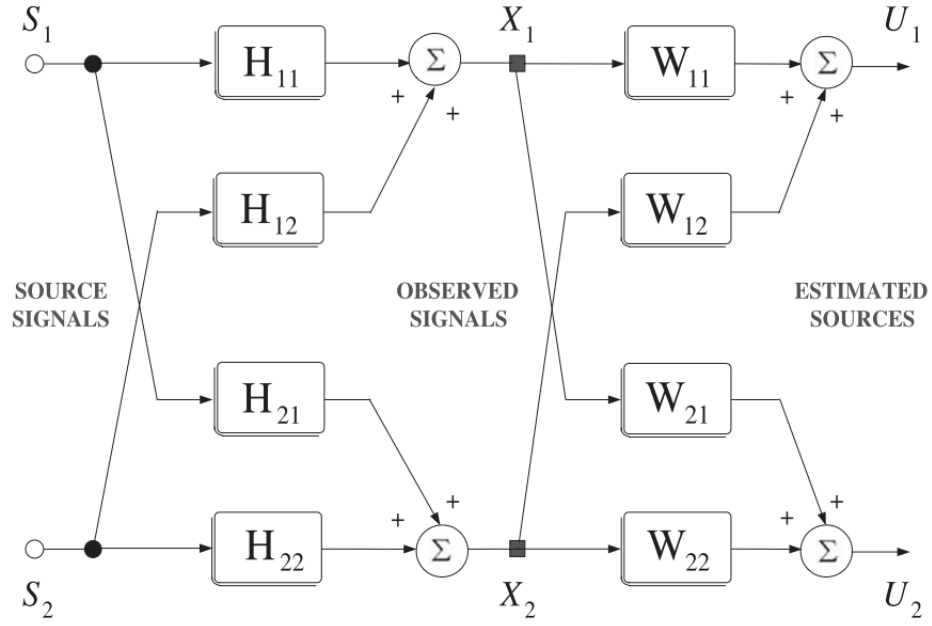 S₁ X₁ U₁
H₁₁ Σ W₁₁ Σ
+ + + +
H₁₂ W₁₂
SOURCE SIGNALS
OBSERVED SIGNALS
ESTIMATED SOURCES
H₂₁ W₂₁
+ + + +
H₂₂ Σ W₂₂ Σ
S₂ X₂ U₂